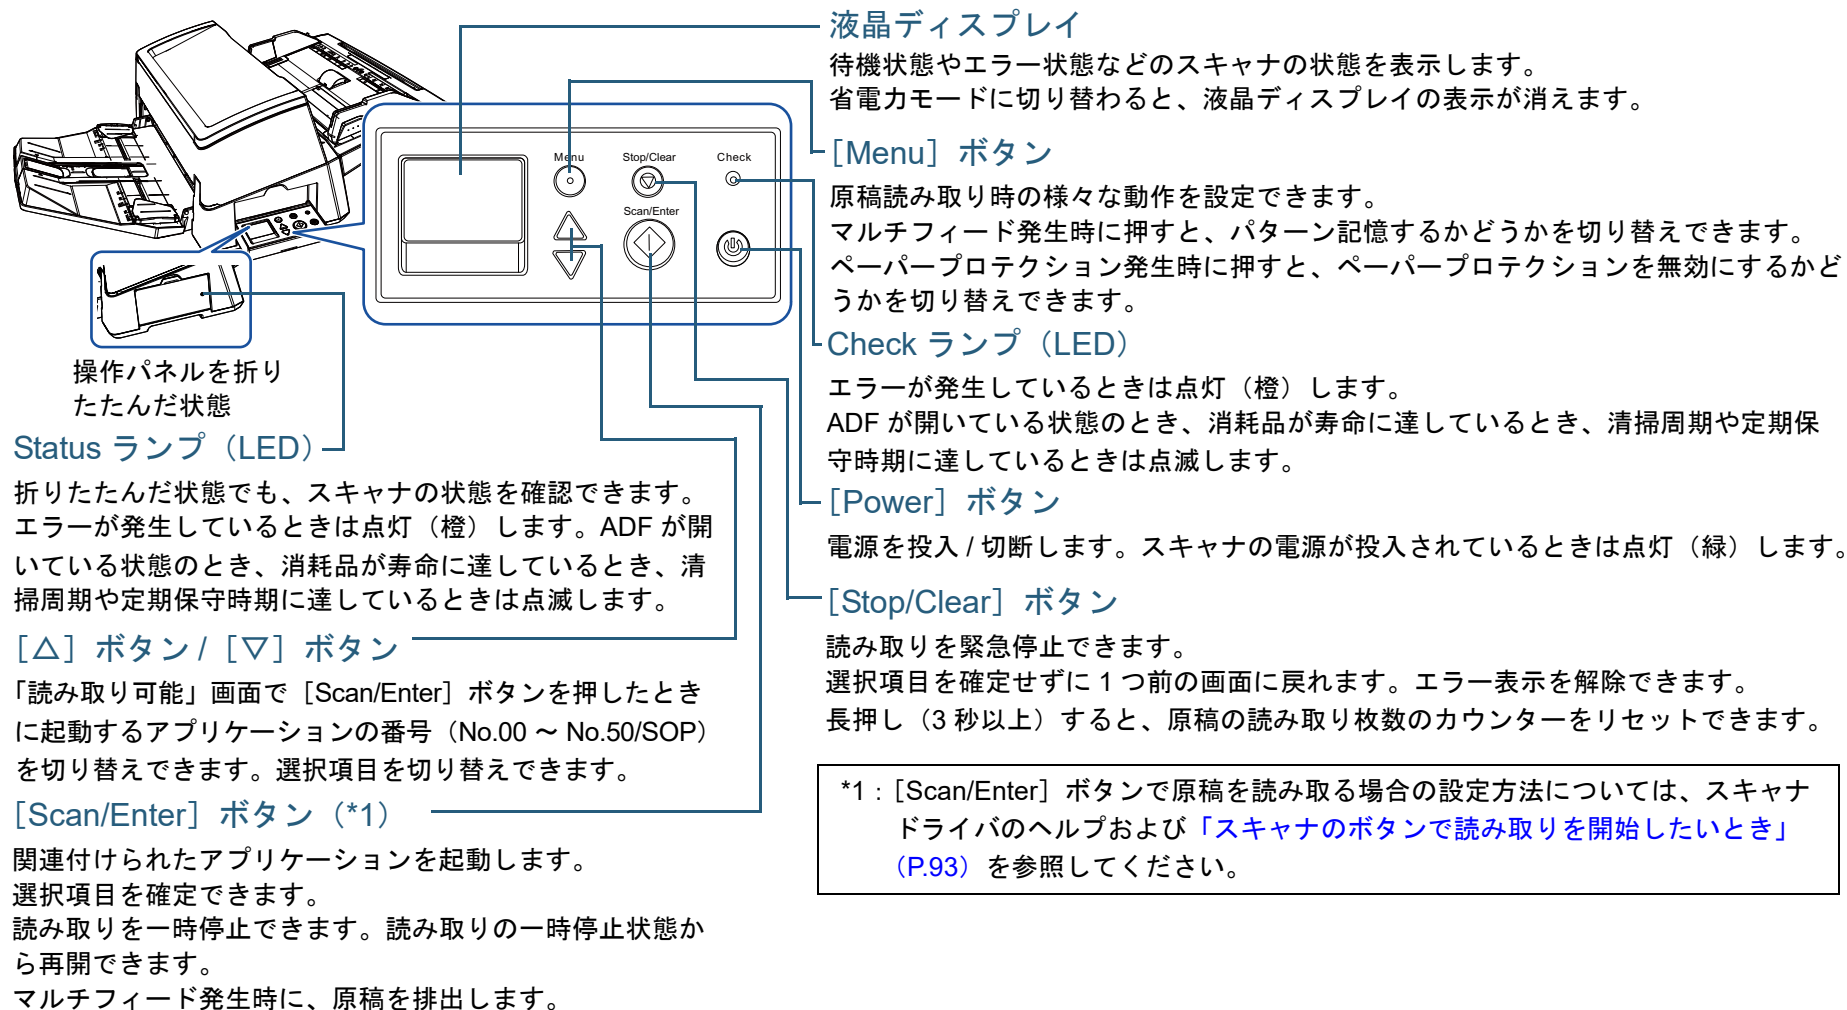 液晶ディスプレイ
待機状態やエラー状態などのスキャナの状態を表示します。
省電力モードに切り替わると、液晶ディスプレイの表示が消えます。
［Menu］ボタン
原稿読み取り時の様々な動作を設定できます。
マルチフィード発生時に押すと、パターン記憶するかどうかを切り替えできます。
ペーパープロテクション発生時に押すと、ペーパープロテクションを無効にするかど
うかを切り替えできます。
Check ランプ（LED）
エラーが発生しているときは点灯（橙）します。
ADF が開いている状態のとき、消耗品が寿命に達しているとき、清掃周期や定期保
守時期に達しているときは点滅します。
［Power］ボタン
電源を投入 / 切断します。スキャナの電源が投入されているときは点灯（緑）します。
［Stop/Clear］ボタン
読み取りを緊急停止できます。
選択項目を確定せずに 1 つ前の画面に戻れます。エラー表示を解除できます。
長押し（3 秒以上）すると、原稿の読み取り枚数のカウンターをリセットできます。
*1：［Scan/Enter］ボタンで原稿を読み取る場合の設定方法については、スキャナ
ドライバのヘルプおよび「スキャナのボタンで読み取りを開始したいとき」
（P.93）を参照してください。
Menu
Stop/Clear
Check
Scan/Enter
操作パネルを折り
たたんだ状態
Status ランプ（LED）
折りたたんだ状態でも、スキャナの状態を確認できます。
エラーが発生しているときは点灯（橙）します。ADF が開
いている状態のとき、消耗品が寿命に達しているとき、清
掃周期や定期保守時期に達しているときは点滅します。
［△］ボタン /［▽］ボタン
「読み取り可能」画面で［Scan/Enter］ボタンを押したとき
に起動するアプリケーションの番号（No.00 ～ No.50/SOP）
を切り替えできます。選択項目を切り替えできます。
［Scan/Enter］ボタン（*1）
関連付けられたアプリケーションを起動します。
選択項目を確定できます。
読み取りを一時停止できます。読み取りの一時停止状態か
ら再開できます。
マルチフィード発生時に、原稿を排出します。